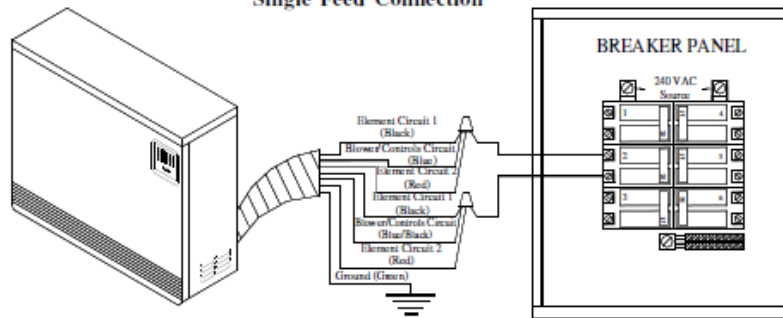 Single Feed Connection
BREAKER PANEL
240 VAC
Source
Element Circuit 1
(Black)
Blower/Controls Circuit
(Blue)
Element Circuit 2
(Red)
Element Circuit 1
(Black)
Blower/Controls Circuit
(Blue/Black)
Element Circuit 2
(Red)
Ground (Green)
1
4
2
5
3
6